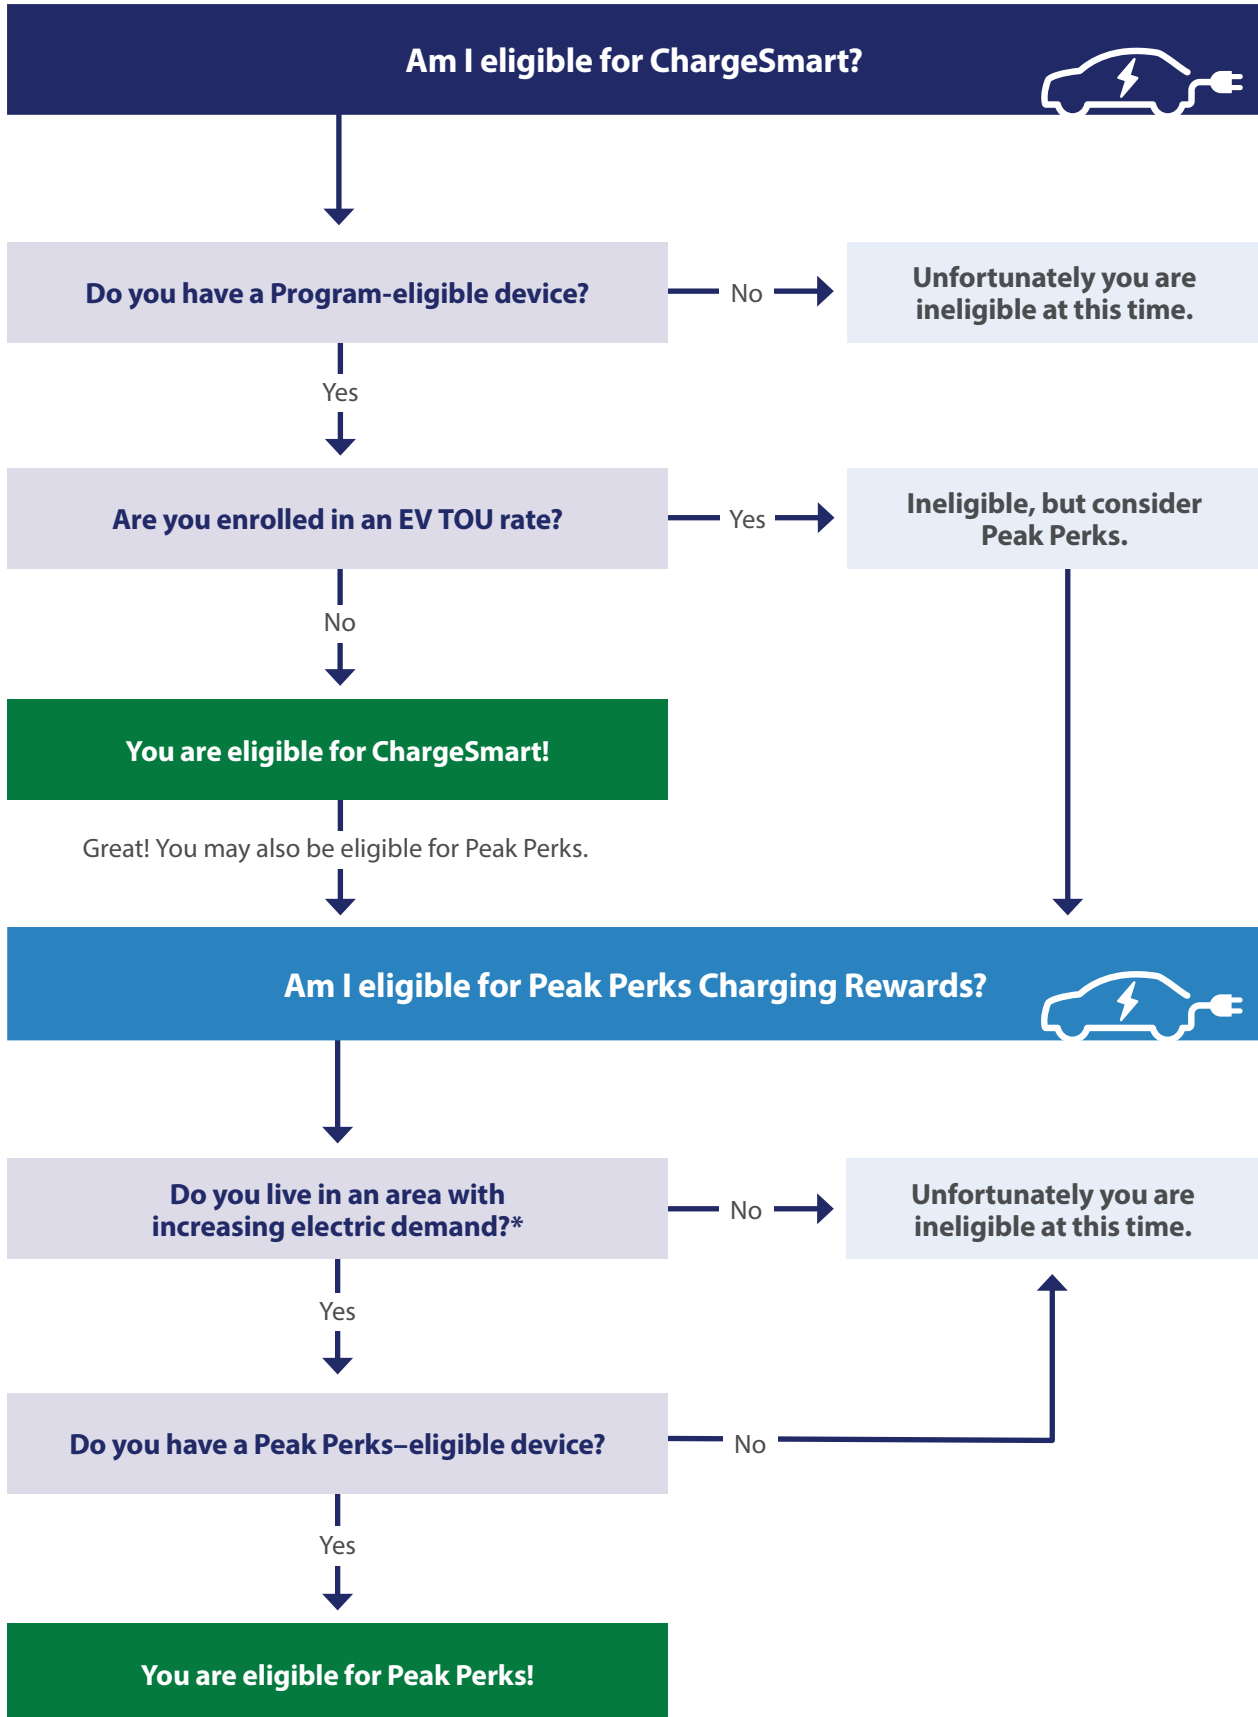 Am I eligible for ChargeSmart?
Do you have a Program-eligible device?
No
Unfortunately you are
ineligible at this time.
Yes
Are you enrolled in an EV TOU rate?
Yes
Ineligible, but consider
Peak Perks.
No
You are eligible for ChargeSmart!
Great! You may also be eligible for Peak Perks.
Am I eligible for Peak Perks Charging Rewards?
Do you live in an area with
increasing electric demand?*
No
Unfortunately you are
ineligible at this time.
Yes
Do you have a Peak Perks–eligible device?
No
Yes
You are eligible for Peak Perks!